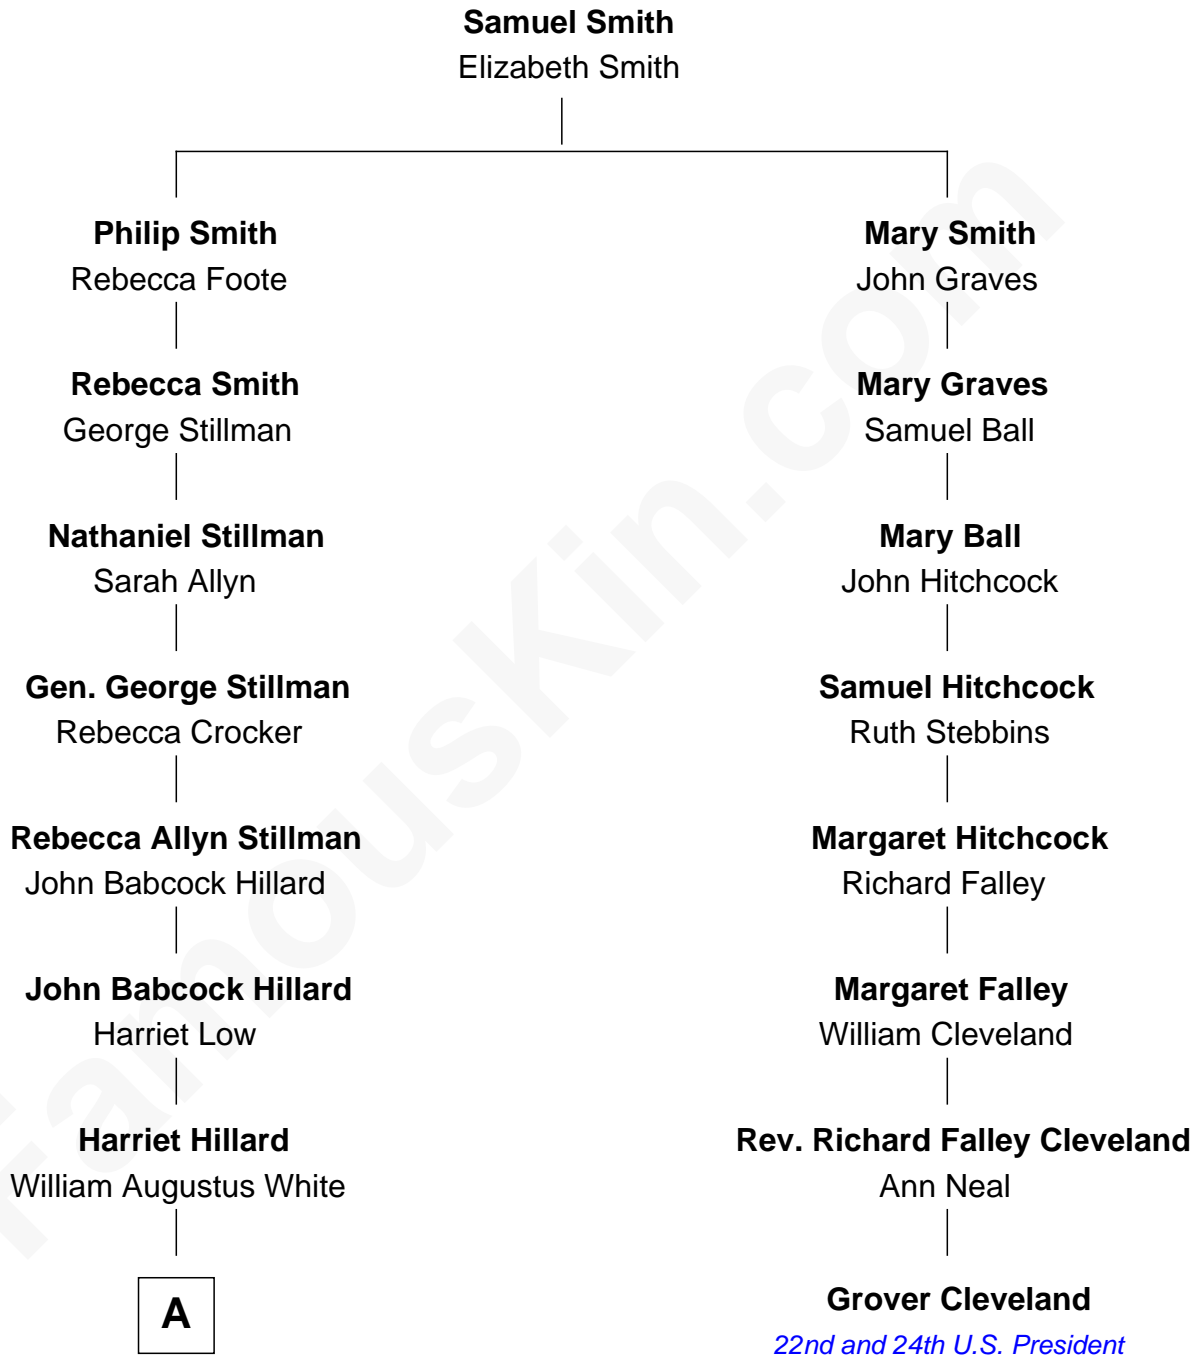 Samuel Smith
Elizabeth Smith
Philip Smith
Rebecca Foote
Mary Smith
John Graves
Rebecca Smith
George Stillman
Mary Graves
Samuel Ball
Nathaniel Stillman
Sarah Allyn
Mary Ball
John Hitchcock
Gen. George Stillman
Rebecca Crocker
Samuel Hitchcock
Ruth Stebbins
Rebecca Allyn Stillman
John Babcock Hillard
Margaret Hitchcock
Richard Falley
John Babcock Hillard
Harriet Low
Margaret Falley
William Cleveland
Harriet Hillard
William Augustus White
Rev. Richard Falley Cleveland
Ann Neal
A
Grover Cleveland
22nd and 24th U.S. President
FamousKin.com